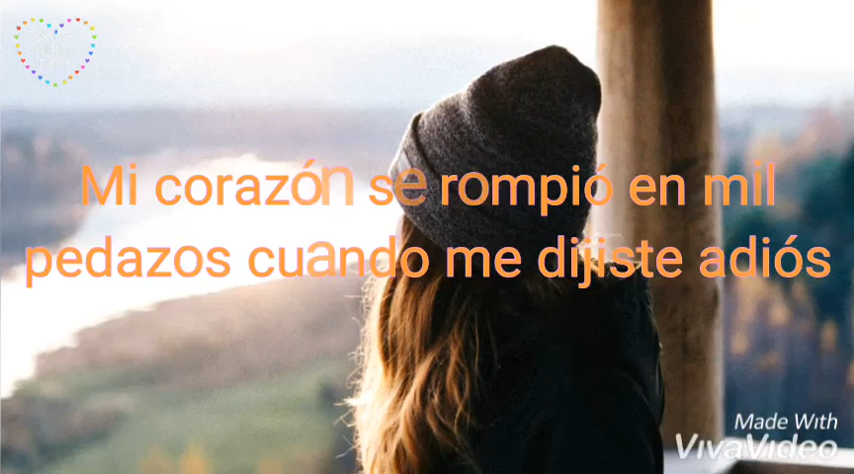 Mi corazón se rompió en mil
pedazos cuando me dijiste adiós
Made With
VivaVideo